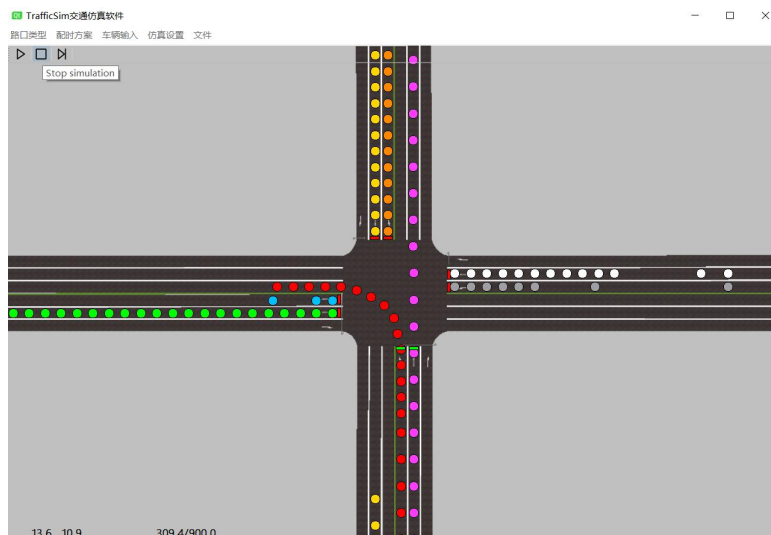 TrafficSim交通仿真软件
路口类型 配时方案 车辆输入 仿真设置 文件
Stop simulation
13.6, 10.9 309.4/900.0